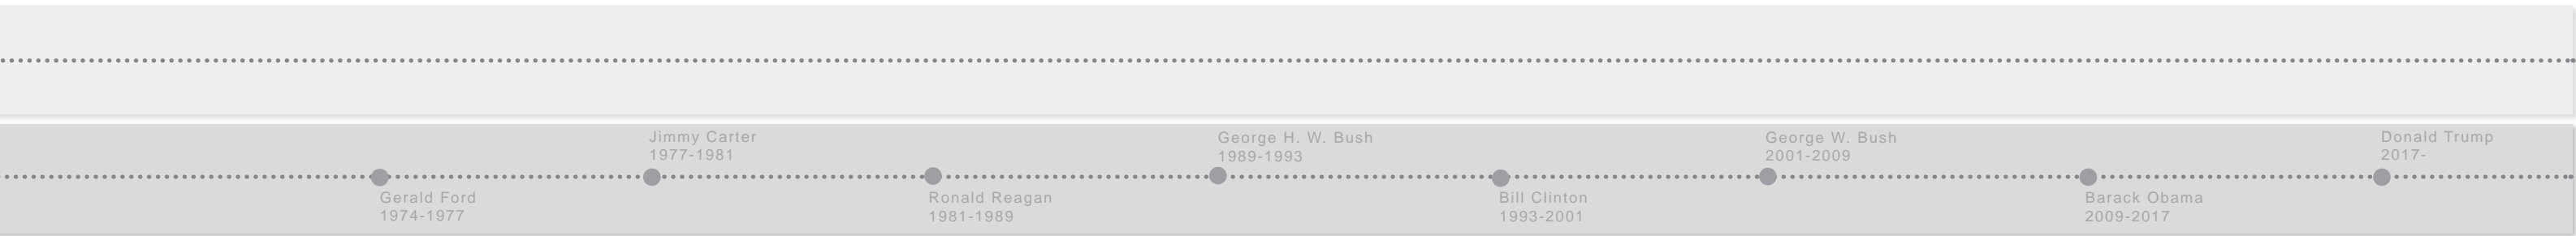 Jimmy Carter
1977-1981
George H. W. Bush
1989-1993
George W. Bush
2001-2009
Donald Trump
2017-
Gerald Ford
1974-1977
Ronald Reagan
1981-1989
Bill Clinton
1993-2001
Barack Obama
2009-2017